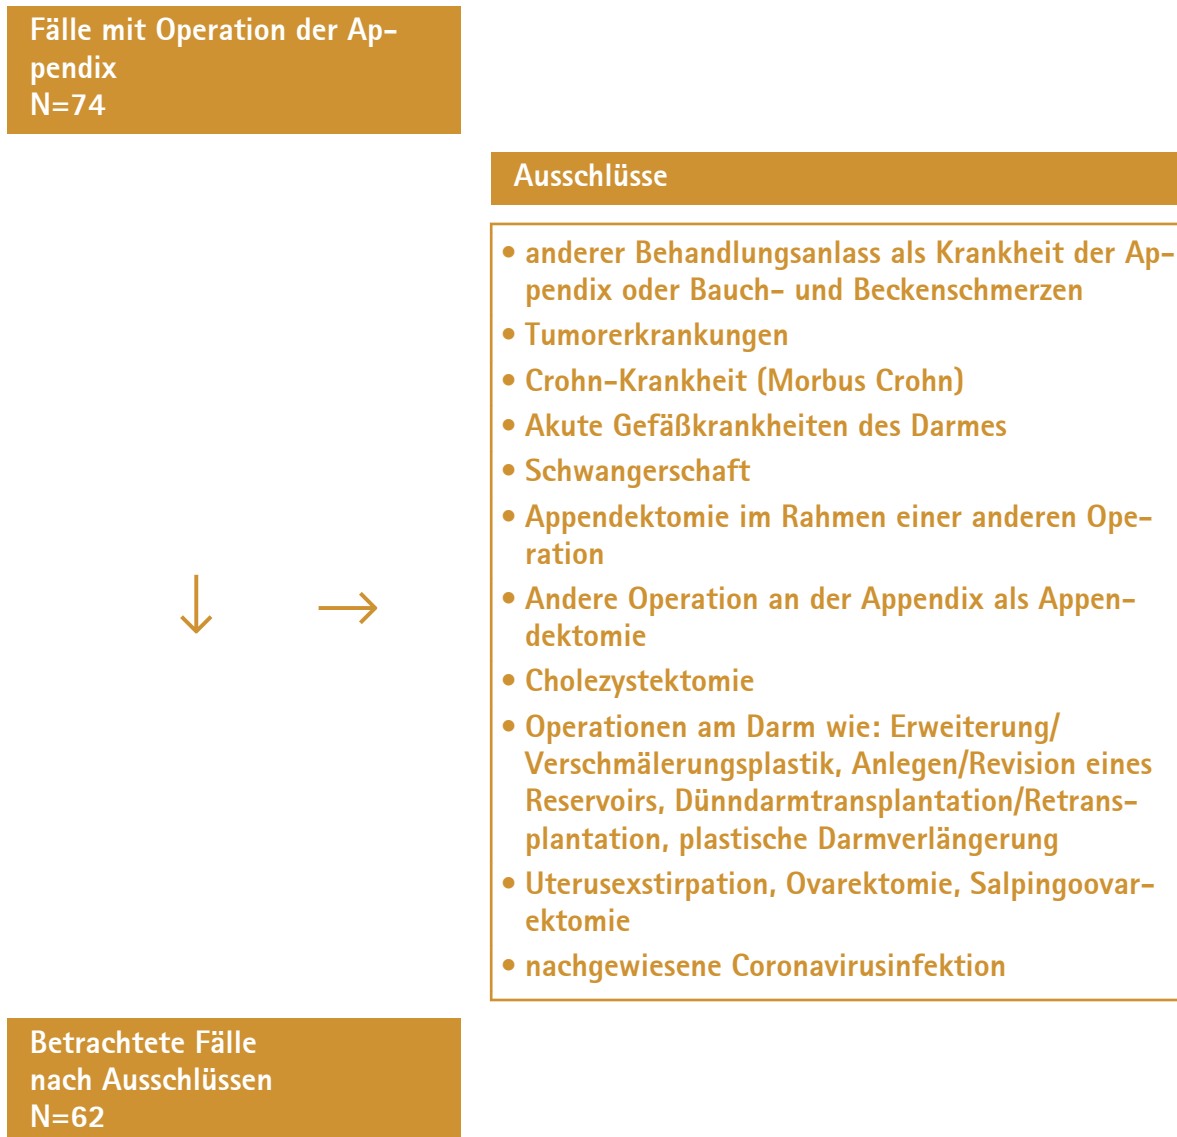 Fälle mit Operation der Ap-
pendix
N=74
Ausschlüsse
• anderer Behandlungsanlass als Krankheit der Ap-
pendix oder Bauch- und Beckenschmerzen
• Tumorerkrankungen
• Crohn-Krankheit (Morbus Crohn)
• Akute Gefäßkrankheiten des Darmes
• Schwangerschaft
• Appendektomie im Rahmen einer anderen Ope-
ration
• Andere Operation an der Appendix als Appen-
dektomie
• Cholezystektomie
• Operationen am Darm wie: Erweiterung/
Verschmälerungsplastik, Anlegen/Revision eines
Reservoirs, Dünndarmtransplantation/Retrans-
plantation, plastische Darmverlängerung
• Uterusexstirpation, Ovarektomie, Salpingoovar-
ektomie
• nachgewiesene Coronavirusinfektion
Betrachtete Fälle
nach Ausschlüssen
N=62